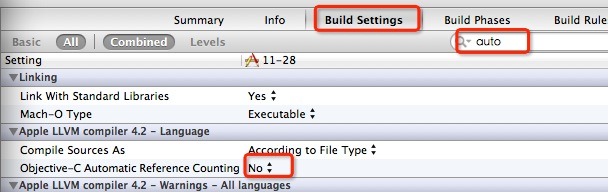 Summary Info Build Settings Build Phases Build Rule
Basic All Combined Levels auto
Setting 11-28
Linking
Link With Standard Libraries Yes
Mach-O Type Executable
Apple LLVM compiler 4.2 - Language
Compile Sources As According to File Type
Objective-C Automatic Reference Counting No
Apple LLVM compiler 4.2 - Warnings - All languages